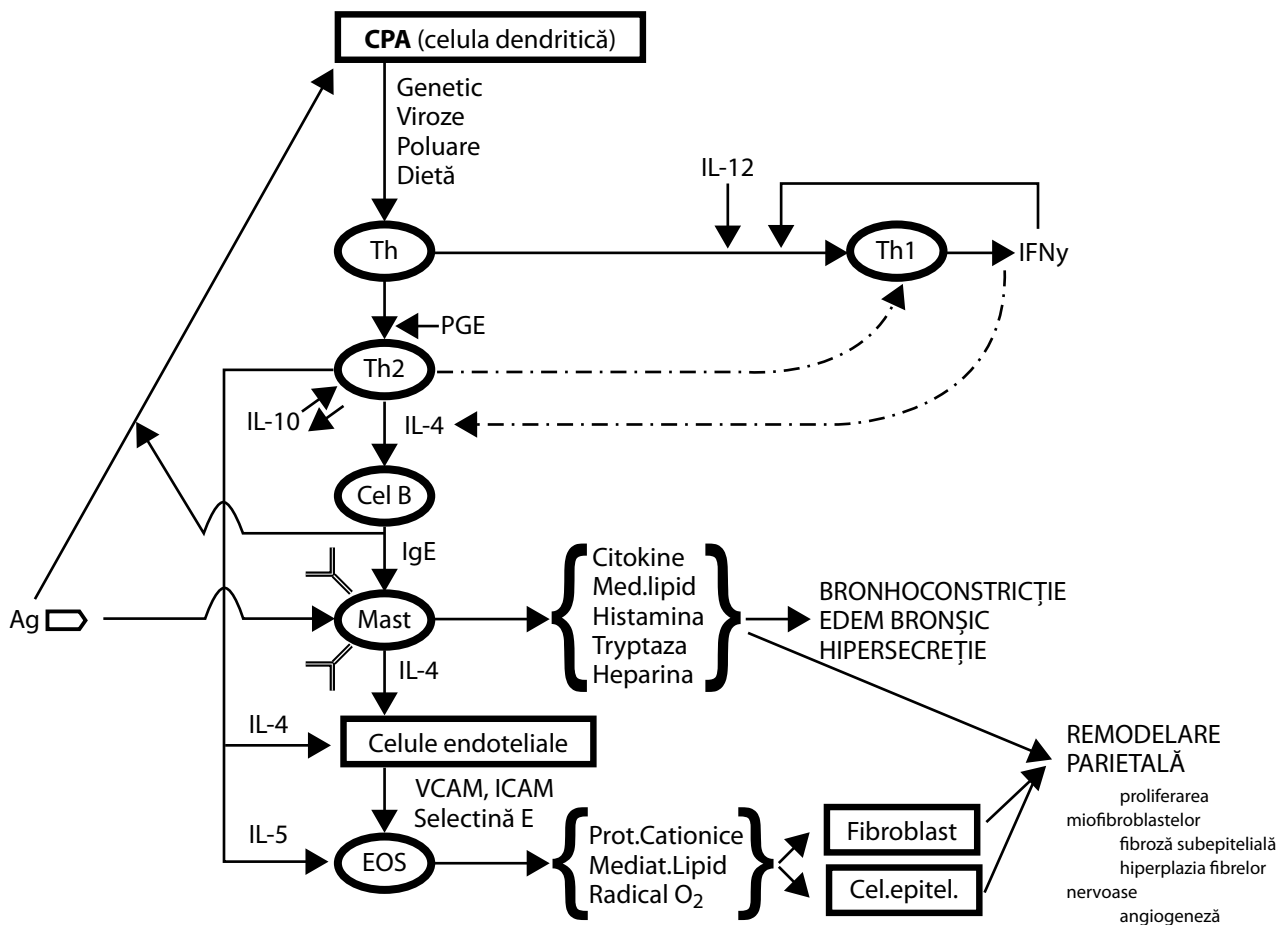 CPA (celula dendritică)
Genetic
Viroze
Poluare
Dietă
IL-12
Th
Th1
IFNy
PGE
Th2
IL-10
IL-4
Cel B
IgE
Ag
Mast
Citokine
Med.lipid
Histamina
Tryptaza
Heparina
BRONHOCONSTRICȚIE
EDEM BRONȘIC
HIPERSECREȚIE
IL-4
IL-4
Celule endoteliale
VCAM, ICAM
Selectină E
IL-5
EOS
Prot.Cationice
Mediat.Lipid
Radical O2
Fibroblast
Cel.epitel.
REMODELARE
PARIETALĂ
proliferarea
miofibroblastelor
fibroză subepitelială
hiperplazia fibrelor
nervoase
angiogeneză